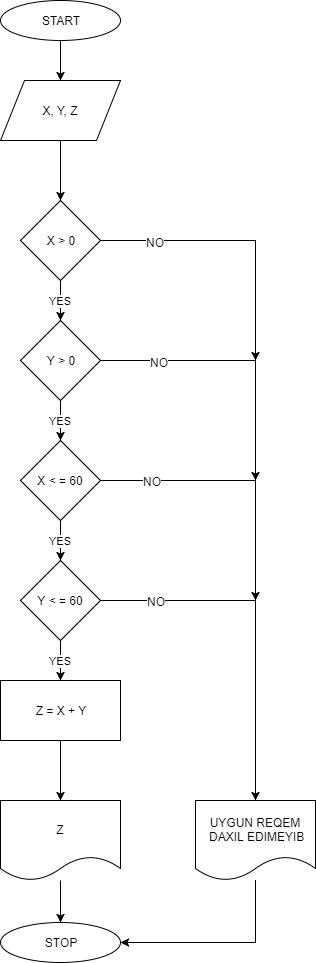 START
X, Y, Z
X > 0
NO
YES
Y > 0
NO
YES
X < = 60
NO
YES
Y < = 60
NO
YES
Z = X + Y
Z
UYGUN REQEM
DAXIL EDIMEYIB
STOP